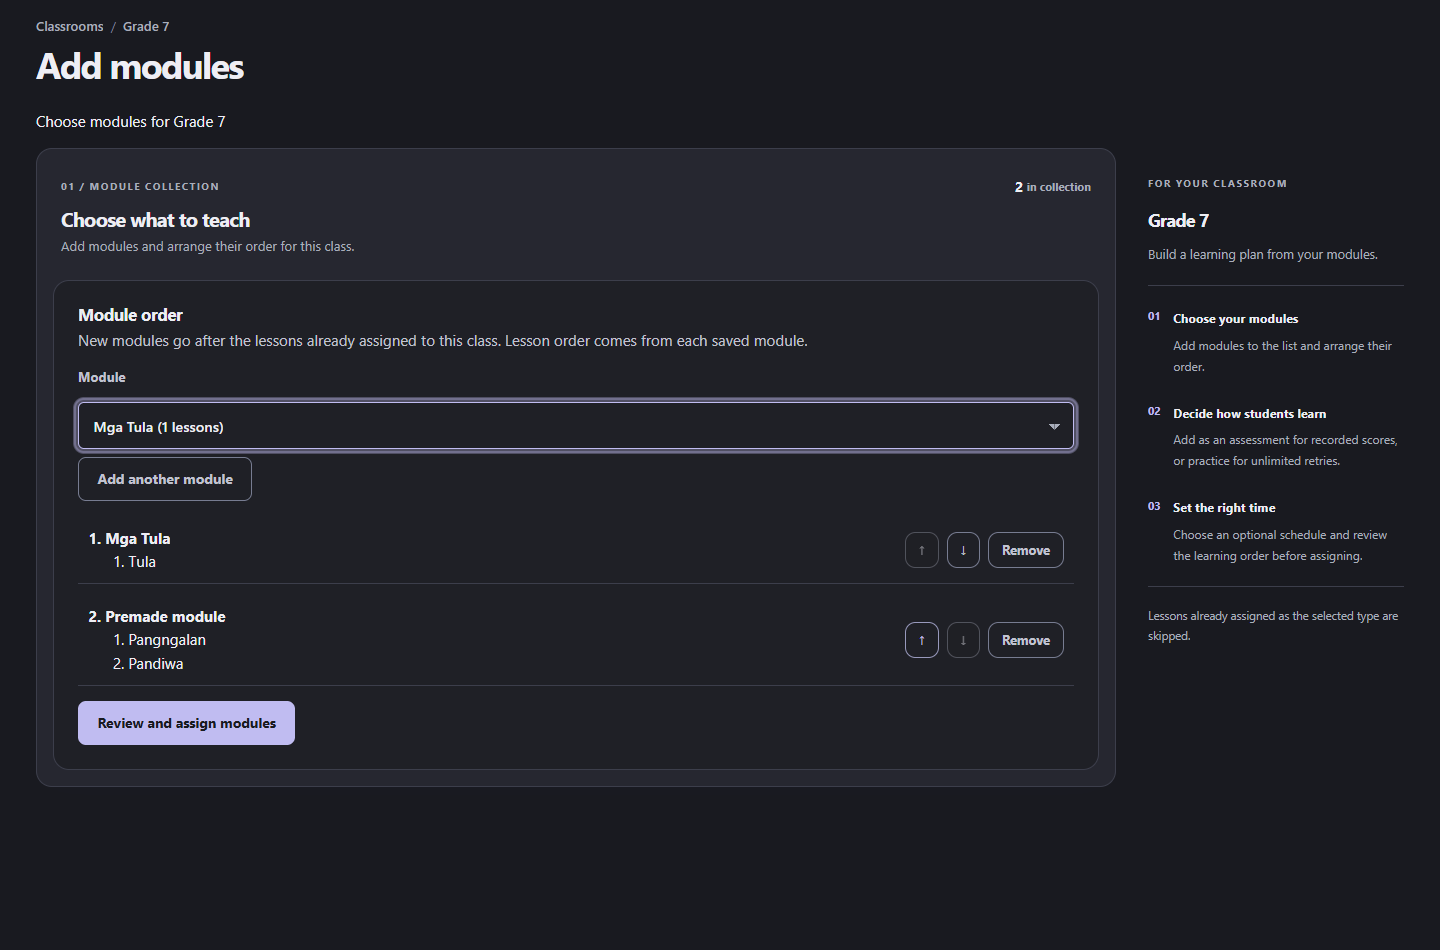 Classrooms / Grade 7
Add modules
Choose modules for Grade 7
01 / MODULE COLLECTION
2 in collection
Choose what to teach
Add modules and arrange their order for this class.
Module order
New modules go after the lessons already assigned to this class. Lesson order comes from each saved module.
Module
Mga Tula (1 lessons)
Add another module
1. Mga Tula
1. Tula
↑ ↓ Remove
2. Premade module
1. Pangngalan
2. Pandiwa
↑ ↓ Remove
Review and assign modules
FOR YOUR CLASSROOM
Grade 7
Build a learning plan from your modules.
01 Choose your modules
Add modules to the list and arrange their
order.
02 Decide how students learn
Add as an assessment for recorded scores,
or practice for unlimited retries.
03 Set the right time
Choose an optional schedule and review
the learning order before assigning.
Lessons already assigned as the selected type are
skipped.